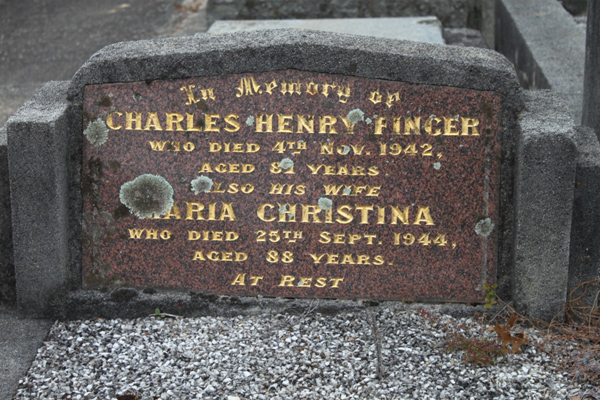 In Memory of
CHARLES HENRY FINGER
WHO DIED 4TH NOV. 1942,
AGED 81 YEARS.
ALSO HIS WIFE
MARIA CHRISTINA
WHO DIED 25TH SEPT. 1944,
AGED 88 YEARS.
AT REST